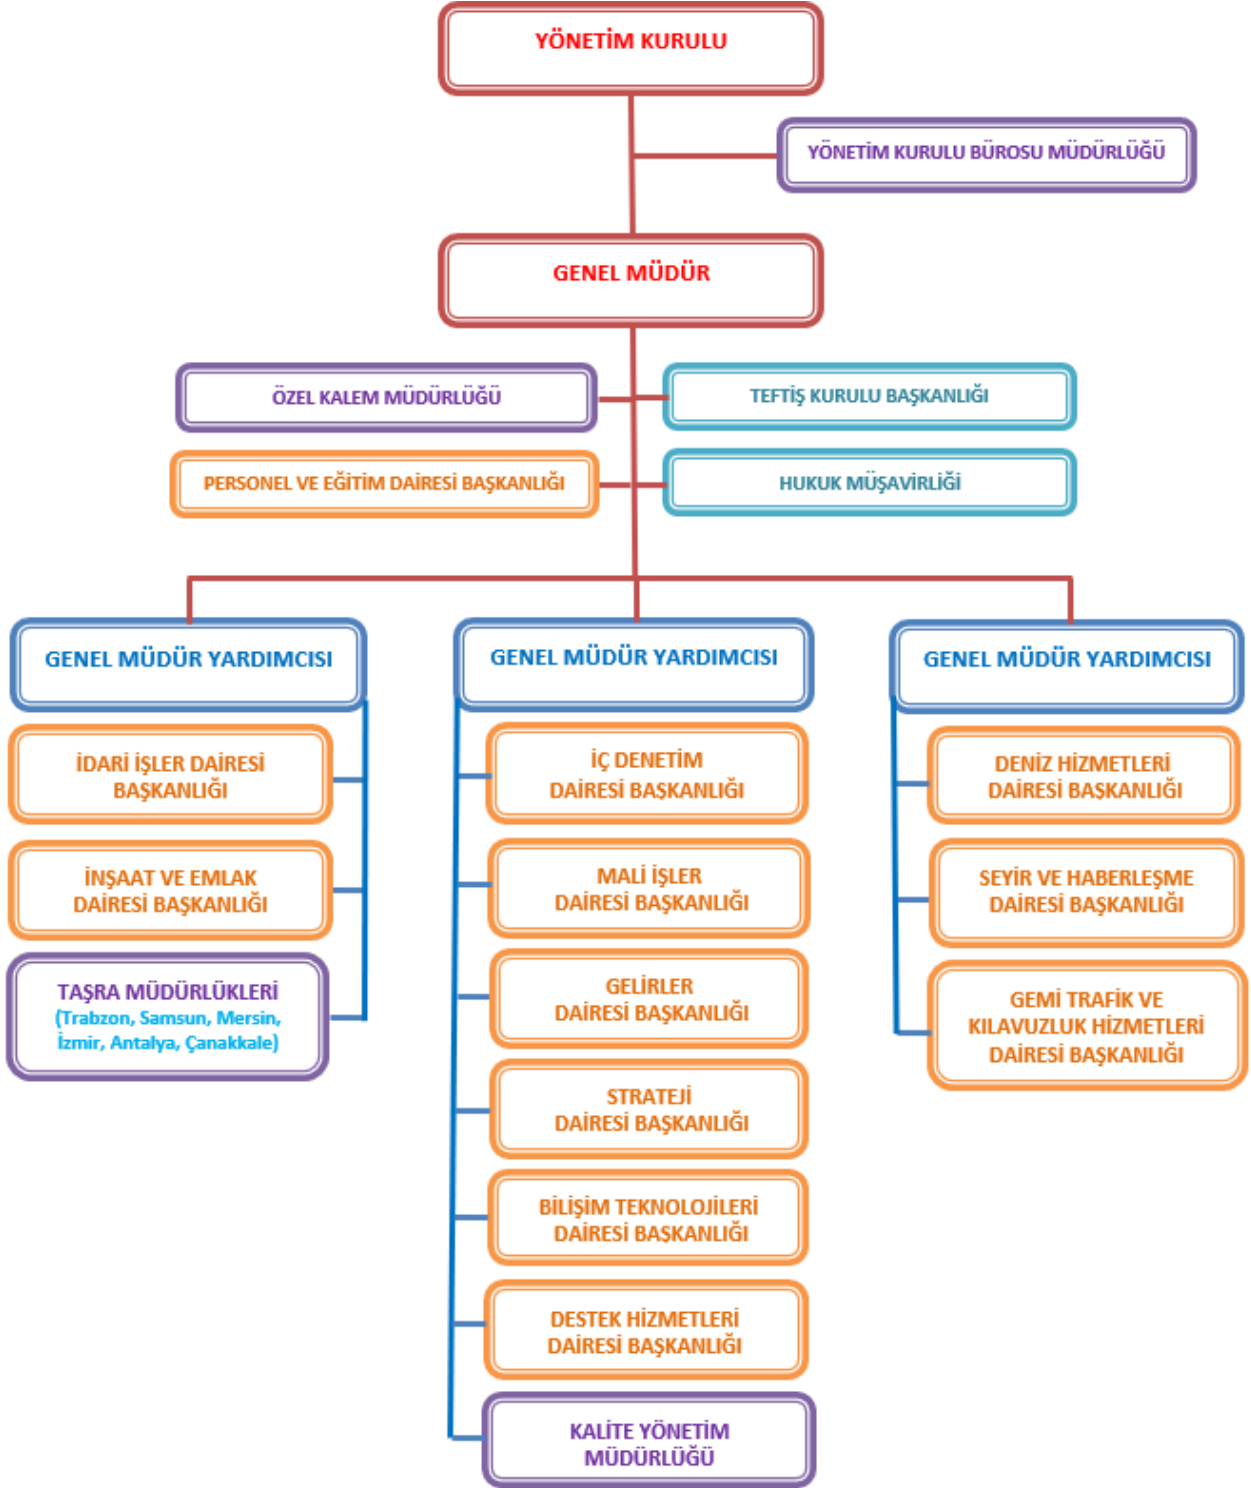 YÖNETİM KURULU
YÖNETİM KURULU BÜROSU MÜDÜRLÜĞÜ
GENEL MÜDÜR
ÖZEL KALEM MÜDÜRLÜĞÜ
TEFTİŞ KURULU BAŞKANLIĞI
PERSONEL VE EĞİTİM DAİRESİ BAŞKANLIĞI
HUKUK MÜŞAVİRLİĞİ
GENEL MÜDÜR YARDIMCISI
İDARİ İŞLER DAİRESİ
BAŞKANLIĞI
İNŞAAT VE EMLAK
DAİRESİ BAŞKANLIĞI
TAŞRA MÜDÜRLÜKLERİ
(Trabzon, Samsun, Mersin,
İzmir, Antalya, Çanakkale)
GENEL MÜDÜR YARDIMCISI
İÇ DENETİM
DAİRESİ BAŞKANLIĞI
MALİ İŞLER
DAİRESİ BAŞKANLIĞI
GELİRLER
DAİRESİ BAŞKANLIĞI
STRATEJİ
DAİRESİ BAŞKANLIĞI
BİLİŞİM TEKNOLOJİLERİ
DAİRESİ BAŞKANLIĞI
DESTEK HİZMETLERİ
DAİRESİ BAŞKANLIĞI
KALİTE YÖNETİM
MÜDÜRLÜĞÜ
GENEL MÜDÜR YARDIMCISI
DENİZ HİZMETLERİ
DAİRESİ BAŞKANLIĞI
SEYİR VE HABERLEŞME
DAİRESİ BAŞKANLIĞI
GEMİ TRAFİK VE
KILAVUZLUK HİZMETLERİ
DAİRESİ BAŞKANLIĞI